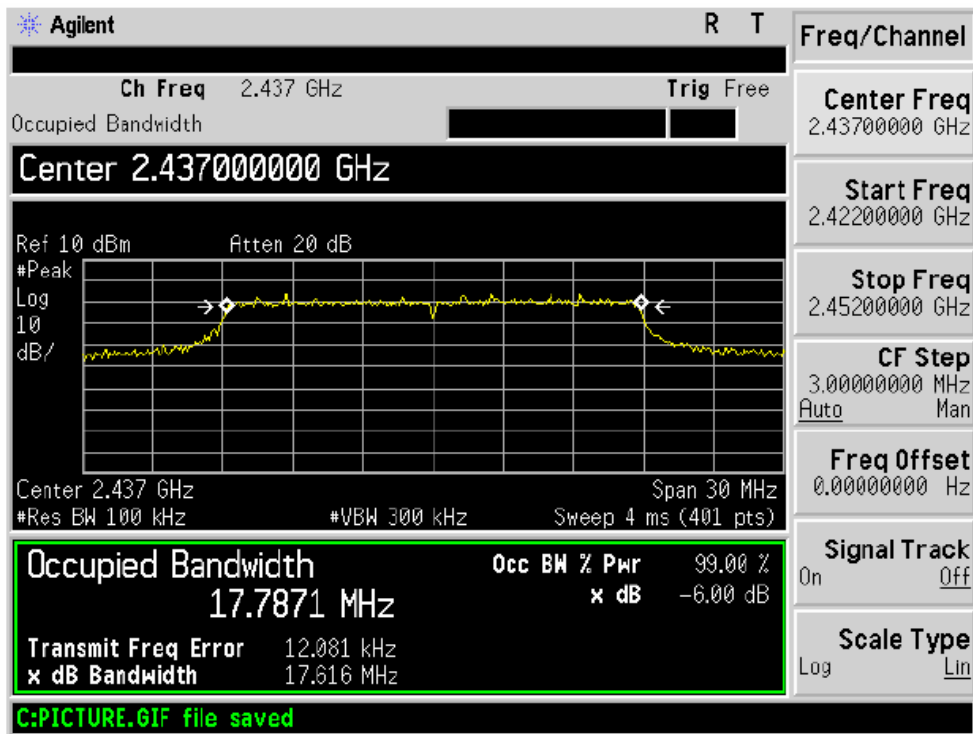 Agilent
R T
Freq/Channel
Ch Freq 2.437 GHz
Trig Free
Occupied Bandwidth
Center 2.437000000 GHz
Ref 10 dBm
Atten 20 dB
#Peak
Log
10
dB/
Center 2.437 GHz
Span 30 MHz
#Res BW 100 kHz
#VBW 300 kHz
Sweep 4 ms (401 pts)
Occupied Bandwidth
17.7871 MHz
Occ BW % Pwr 99.00 %
x dB -6.00 dB
Transmit Freq Error 12.081 kHz
x dB Bandwidth 17.616 MHz
C:PICTURE.GIF file saved
Center Freq
2.43700000 GHz
Start Freq
2.42200000 GHz
Stop Freq
2.45200000 GHz
CF Step
3.00000000 MHz
Auto Man
Freq Offset
0.00000000 Hz
Signal Track
On Off
Scale Type
Log Lin